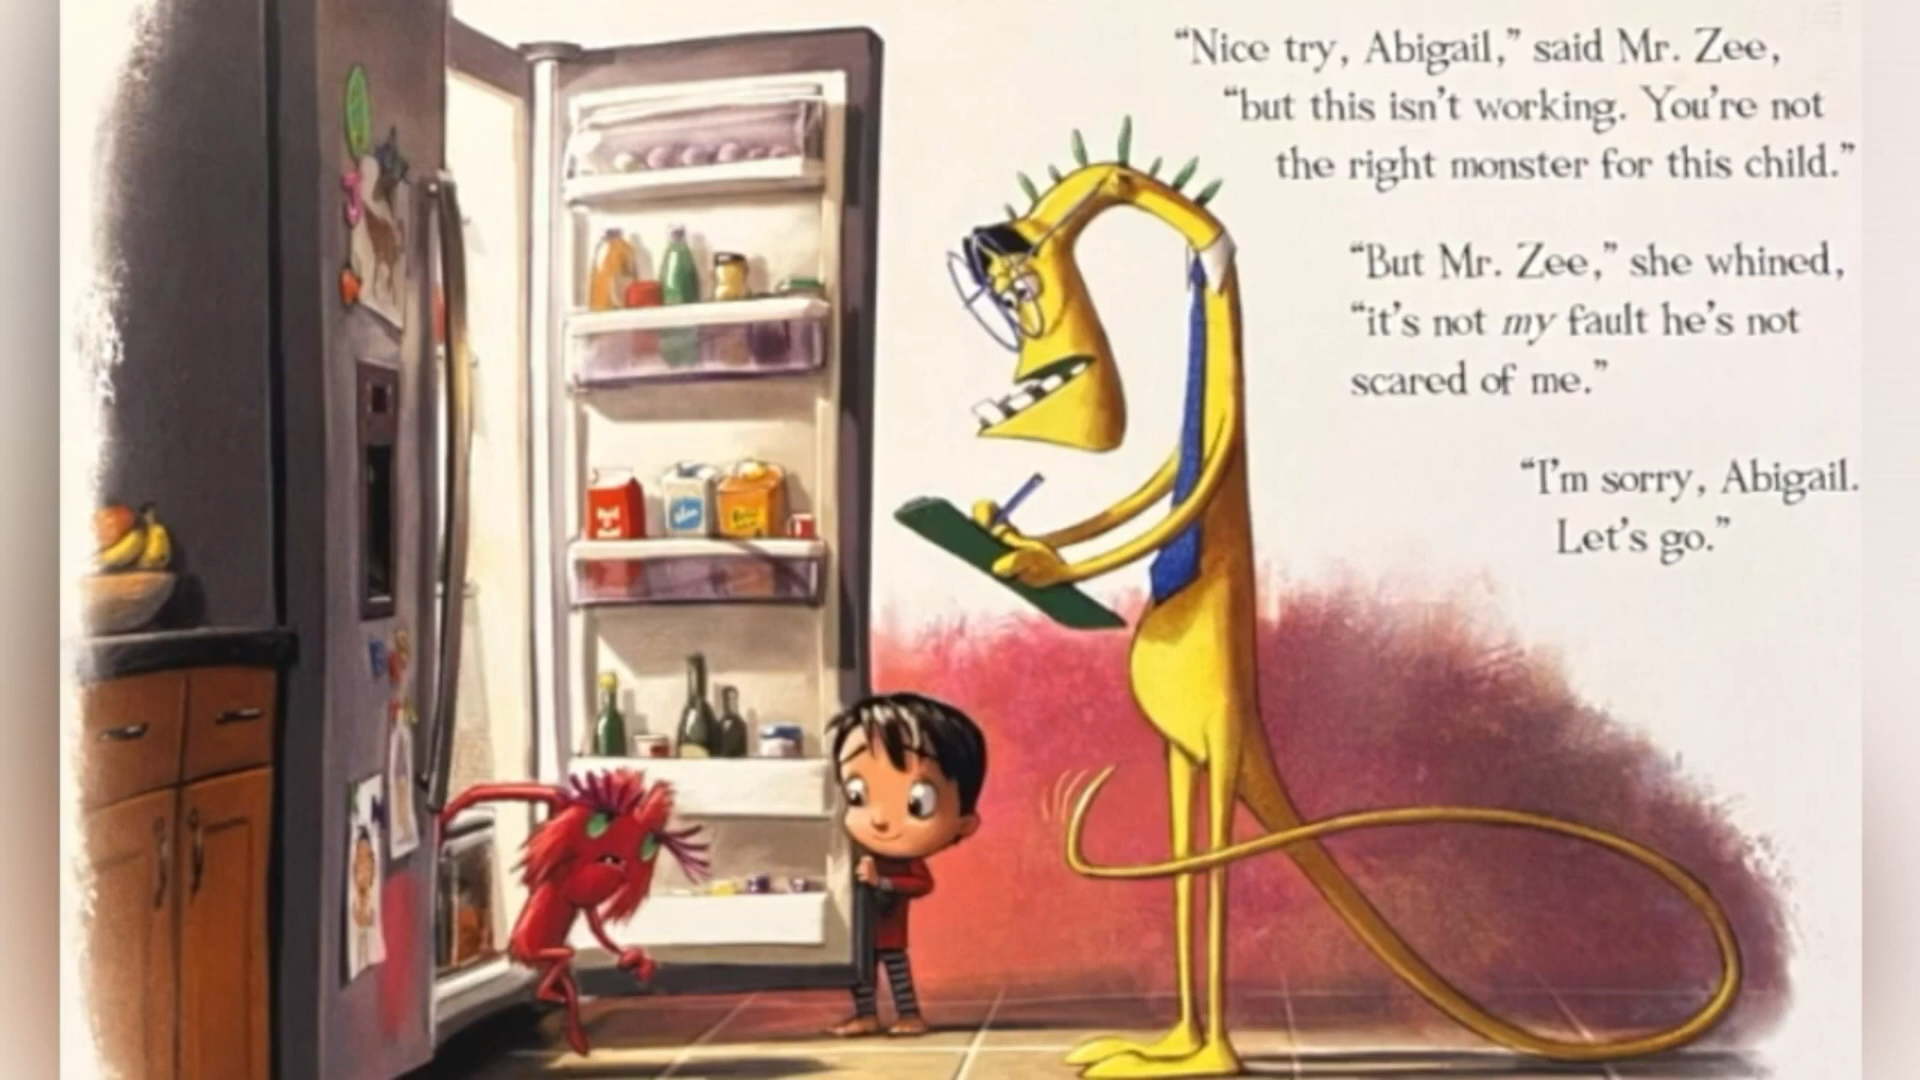 “Nice try, Abigail,” said Mr. Zee,
“but this isn’t working. You’re not
the right monster for this child.”
“But Mr. Zee,” she whined,
“it’s not my fault he’s not
scared of me.”
“I’m sorry, Abigail.
Let’s go.”